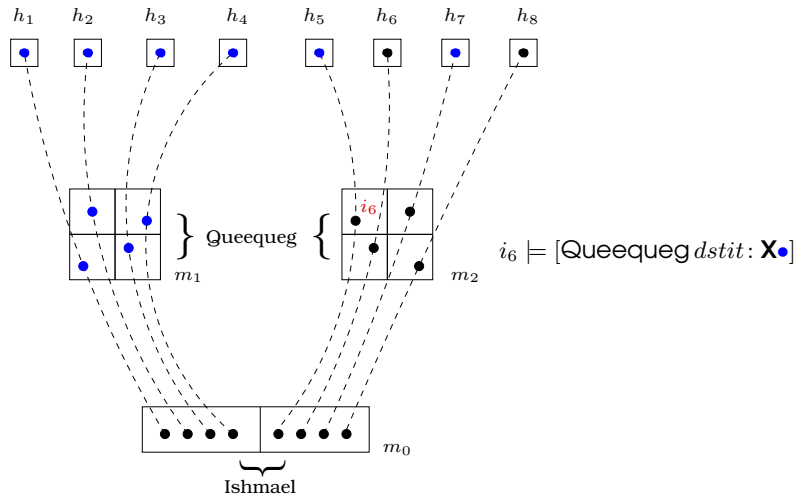 h₁ h₂ h₃ h₄ h₅ h₆ h₇ h₈
i₆
} Queequeg {
i₆ |= [Queequeg dstit: X●]
m₁
m₂
m₀
Ishmael